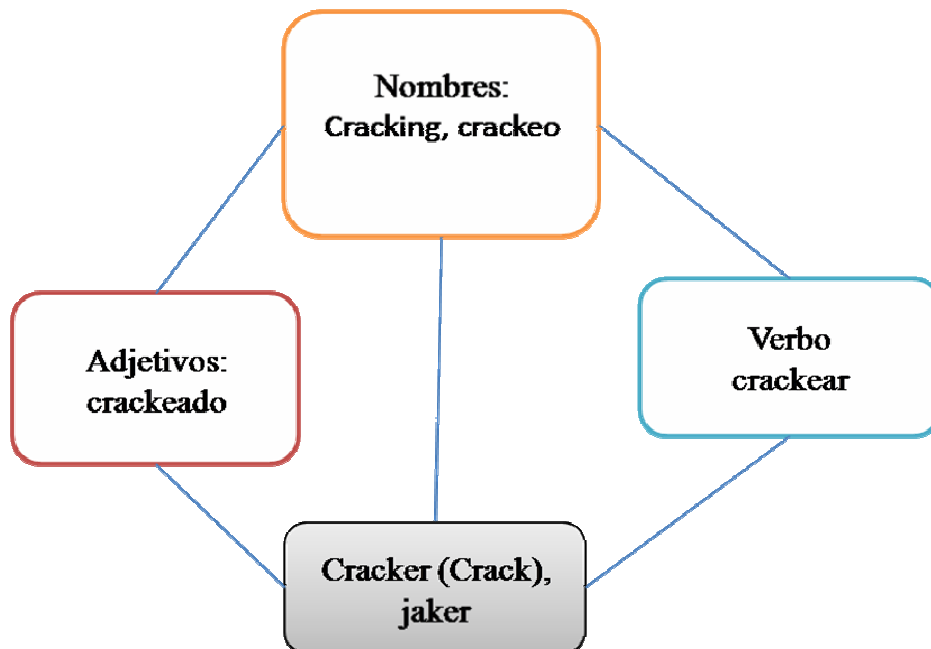 Nombres:
Cracking, crackeo
Adjetivos:
crackeado
Verbo
crackear
Cracker (Crack),
jaker